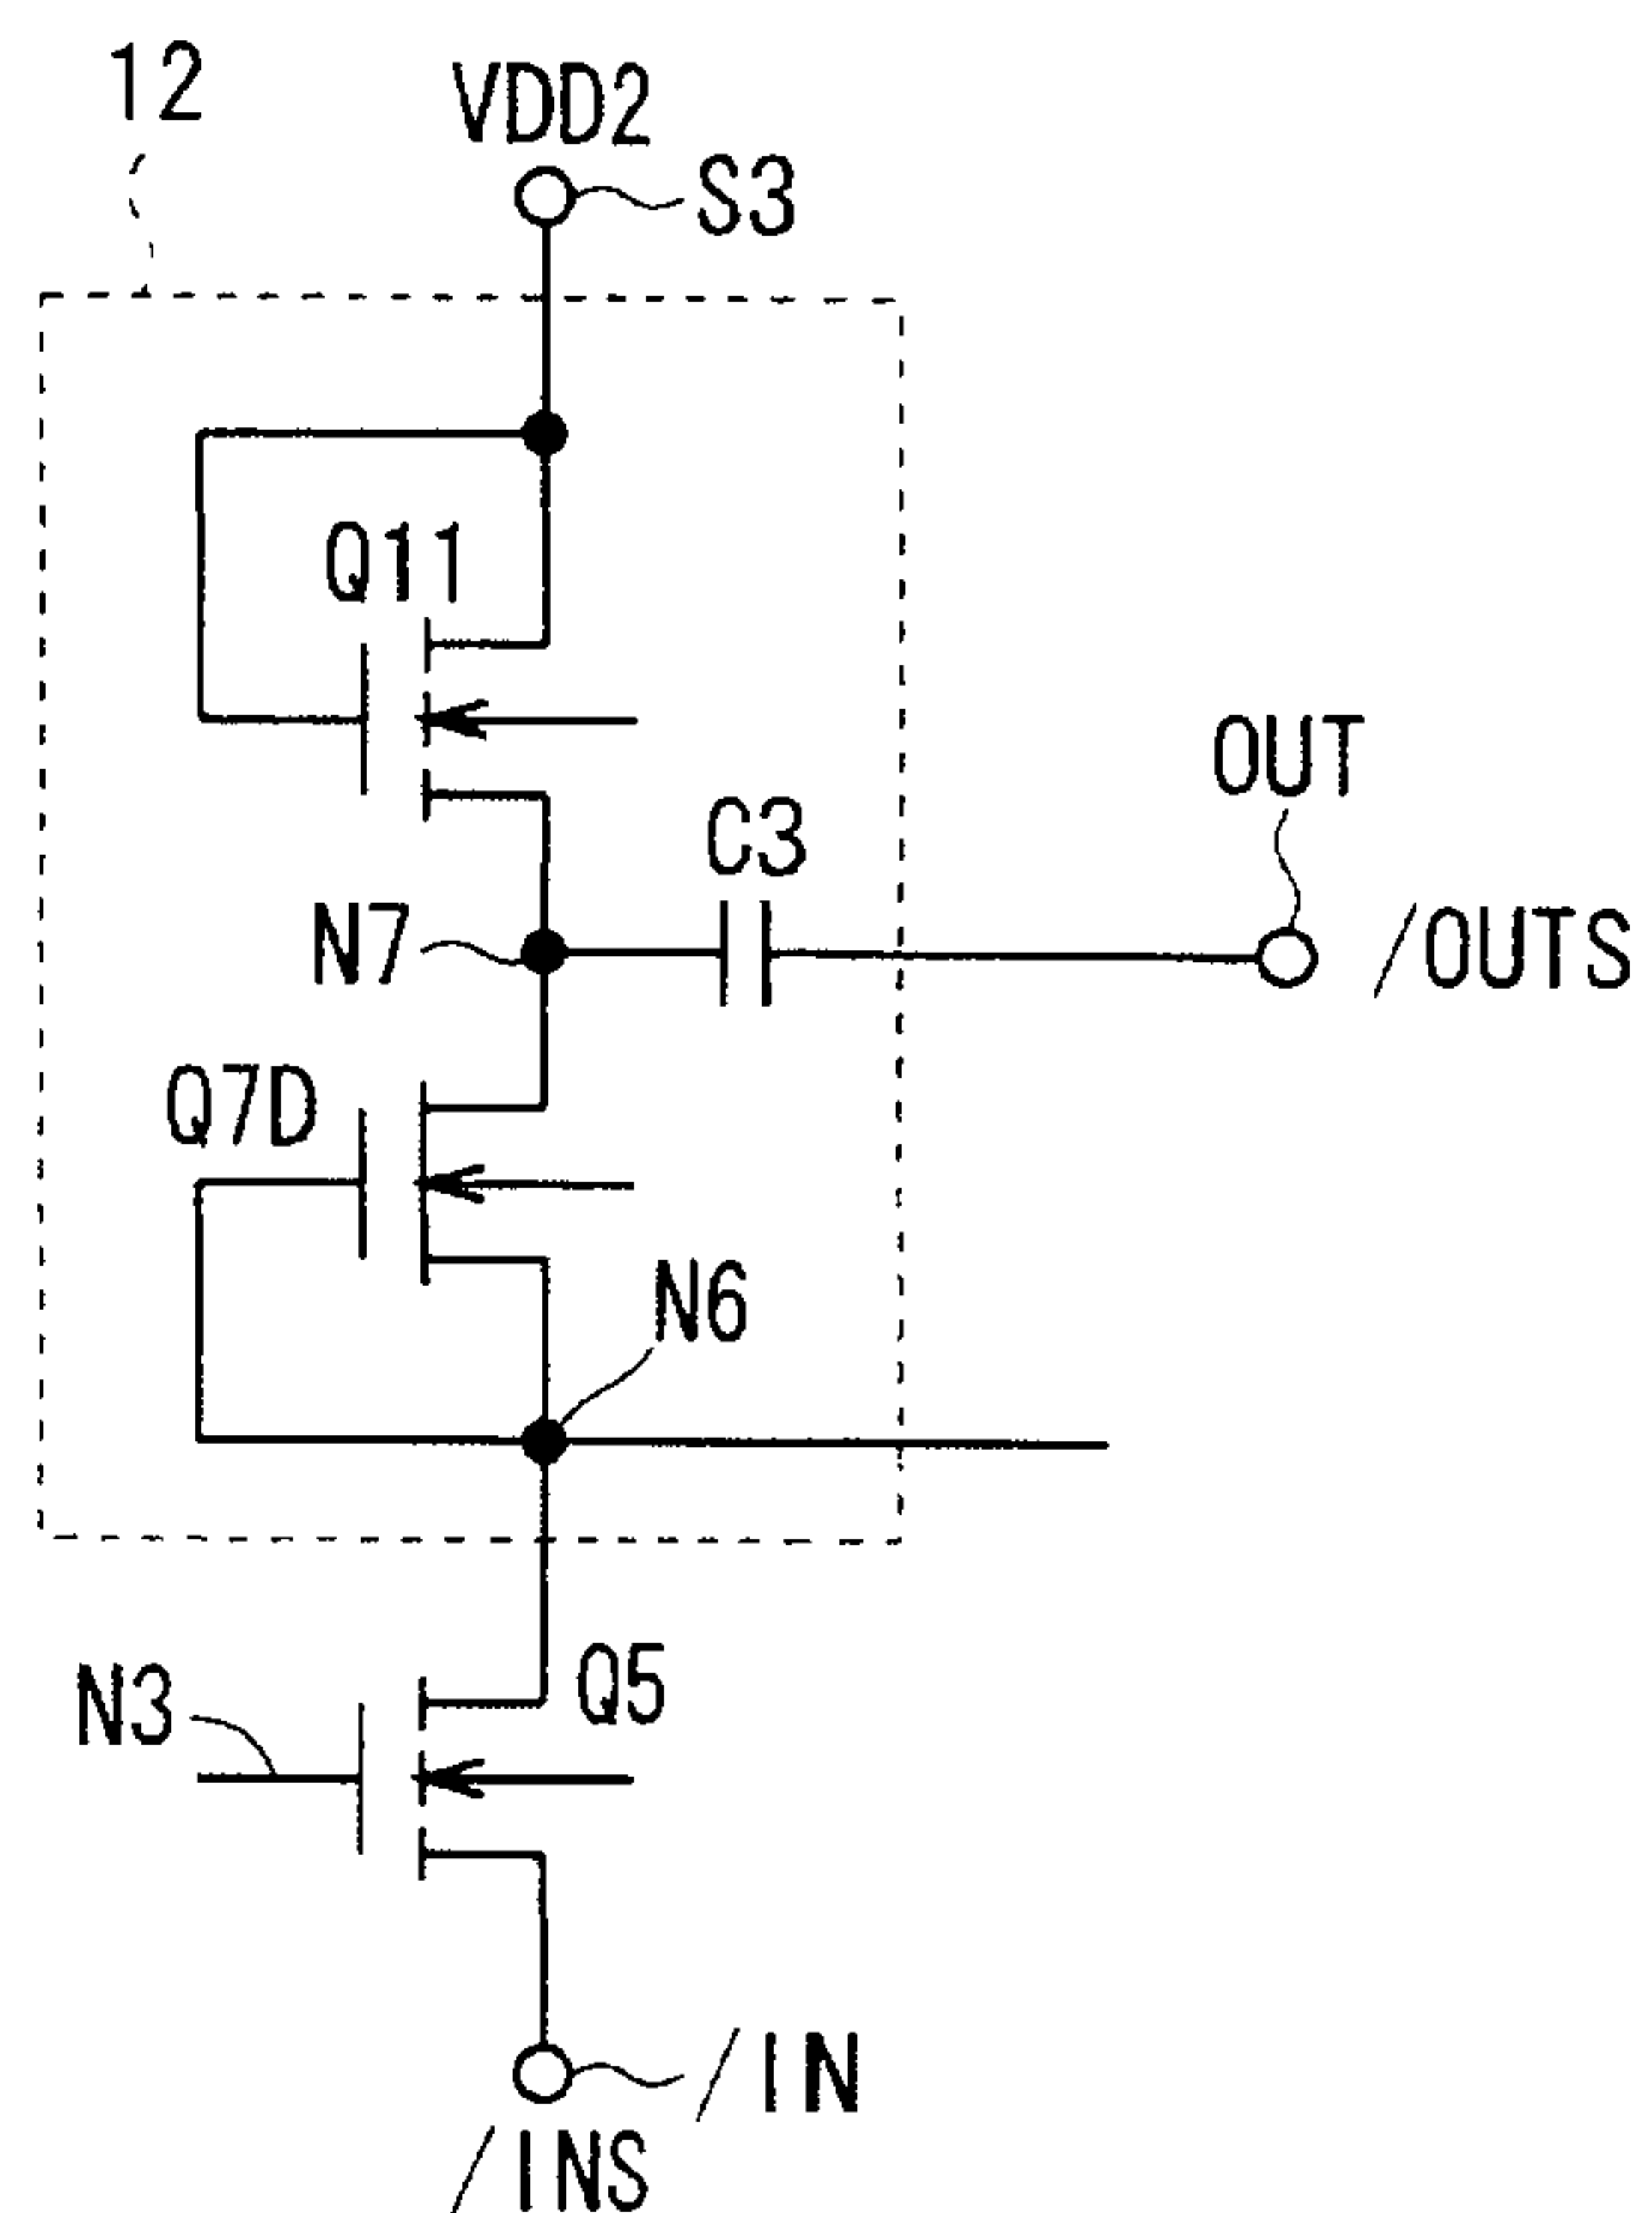 12
VDD2
S3
Q11
OUT
C3
N7
/OUTS
Q7D
N6
Q5
N3
/IN
/INS